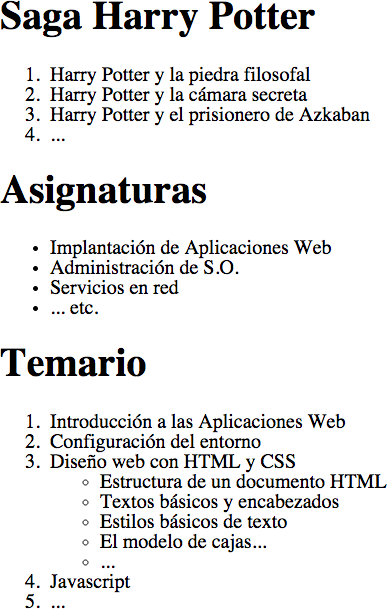 Saga Harry Potter
1. Harry Potter y la piedra filosofal
2. Harry Potter y la cámara secreta
3. Harry Potter y el prisionero de Azkaban
4. ...
Asignaturas
• Implantación de Aplicaciones Web
• Administración de S.O.
• Servicios en red
• ... etc.
Temario
1. Introducción a las Aplicaciones Web
2. Configuración del entorno
3. Diseño web con HTML y CSS
◦ Estructura de un documento HTML
◦ Textos básicos y encabezados
◦ Estilos básicos de texto
◦ El modelo de cajas...
◦ ...
4. Javascript
5. ...